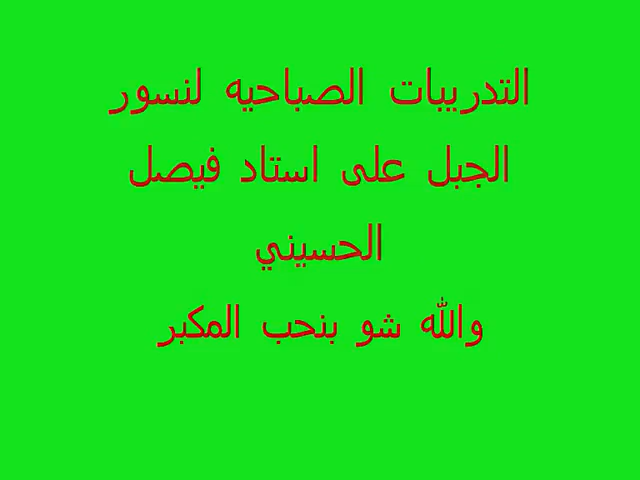 التدريبات الصباحيه لنسور
الجبل على استاد فيصل
الحسيني
والله شو بنحب المكبر